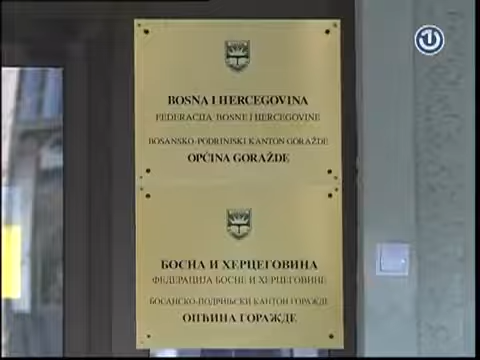 BOSNA I HERCEGOVINA
FEDERACIJA BOSNE I HERCEGOVINE
BOSANSKO-PODRINJSKI KANTON GORAŽDE
OPĆINA GORAŽDE
БОСНА И ХЕРЦЕГОВИНА
ФЕДЕРАЦИЈА БОСНЕ И ХЕРЦЕГОВИНЕ
БОСАНСКО-ПОДРИЊСКИ КАНТОН ГОРАЖДЕ
ОПЋИНА ГОРАЖДЕ
1